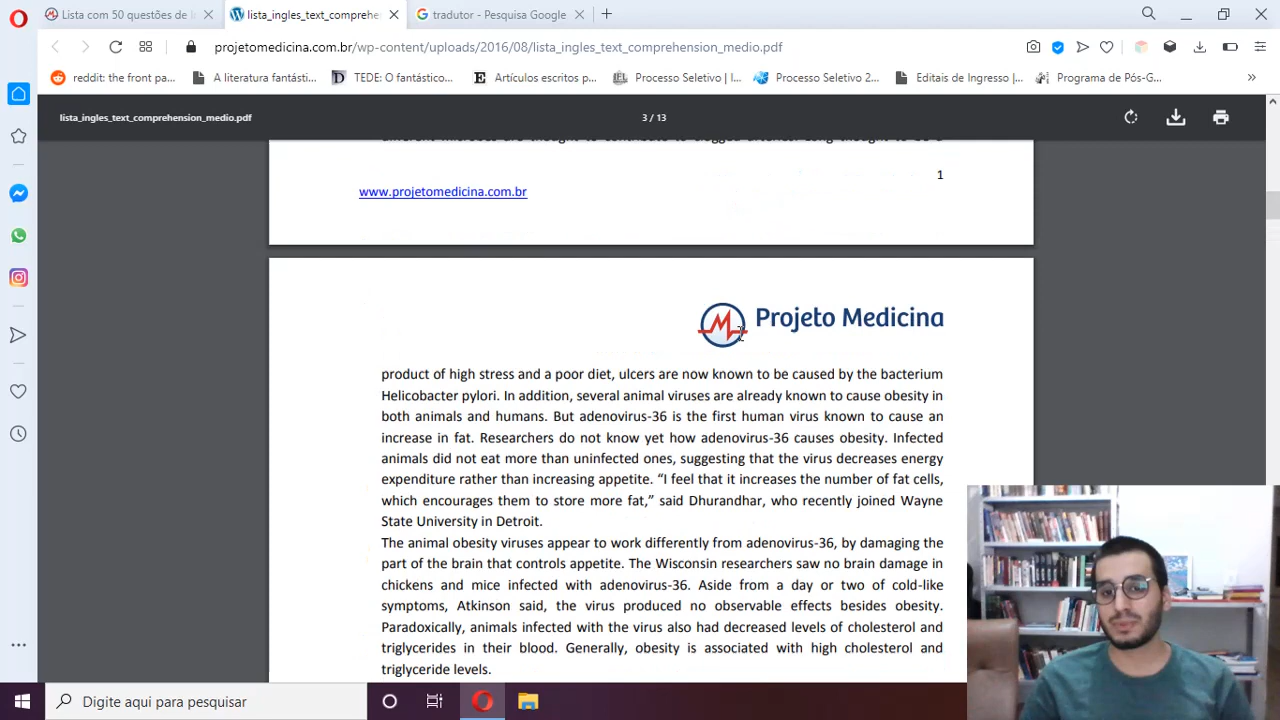 Lista com 50 questões de i
lista_ingles_text_comprehe
tradutor - Pesquisa Google
projetomedicina.com.br/wp-content/uploads/2016/08/lista_ingles_text_comprehension_medio.pdf
reddit: the front pa...
A literatura fantásti...
TEDE: O fantástico...
Artículos escritos p...
Processo Seletivo | I...
Processo Seletivo 2...
Editais de Ingresso |...
Programa de Pós-G...
lista_ingles_text_comprehension_medio.pdf
3 / 13
1
www.projetomedicina.com.br
Projeto Medicina
product of high stress and a poor diet, ulcers are now known to be caused by the bacterium
Helicobacter pylori. In addition, several animal viruses are already known to cause obesity in
both animals and humans. But adenovirus-36 is the first human virus known to cause an
increase in fat. Researchers do not know yet how adenovirus-36 causes obesity. Infected
animals did not eat more than uninfected ones, suggesting that the virus decreases energy
expenditure rather than increasing appetite. “I feel that it increases the number of fat cells,
which encourages them to store more fat,” said Dhurandhar, who recently joined Wayne
State University in Detroit.
The animal obesity viruses appear to work differently from adenovirus-36, by damaging the
part of the brain that controls appetite. The Wisconsin researchers saw no brain damage in
chickens and mice infected with adenovirus-36. Aside from a day or two of cold-like
symptoms, Atkinson said, the virus produced no observable effects besides obesity.
Paradoxically, animals infected with the virus also had decreased levels of cholesterol and
triglycerides in their blood. Generally, obesity is associated with high cholesterol and
triglyceride levels.
Digite aqui para pesquisar